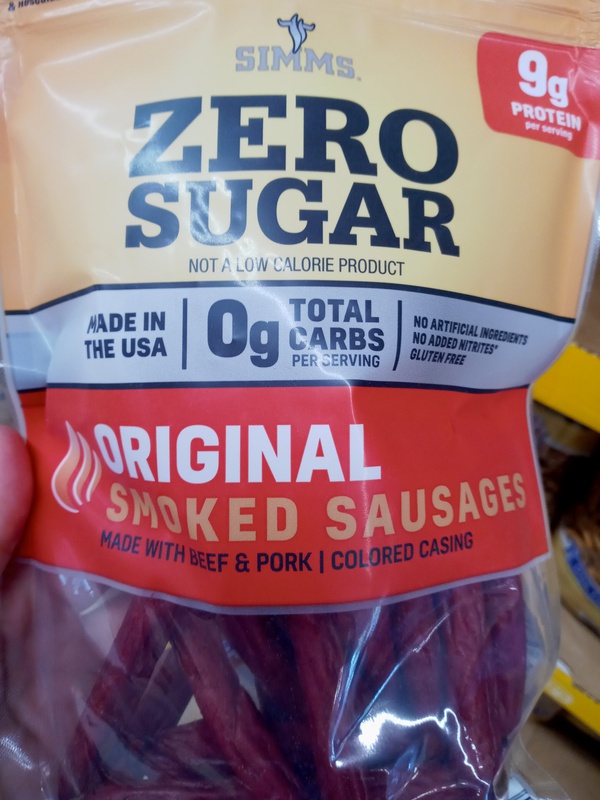 SIMMS
9g
PROTEIN
per serving
ZERO
SUGAR
NOT A LOW CALORIE PRODUCT
MADE IN
THE USA
0g
TOTAL
CARBS
PER SERVING
NO ARTIFICIAL INGREDIENTS
NO ADDED NITRITES*
GLUTEN FREE
ORIGINAL
SMOKED SAUSAGES
MADE WITH BEEF & PORK | COLORED CASING